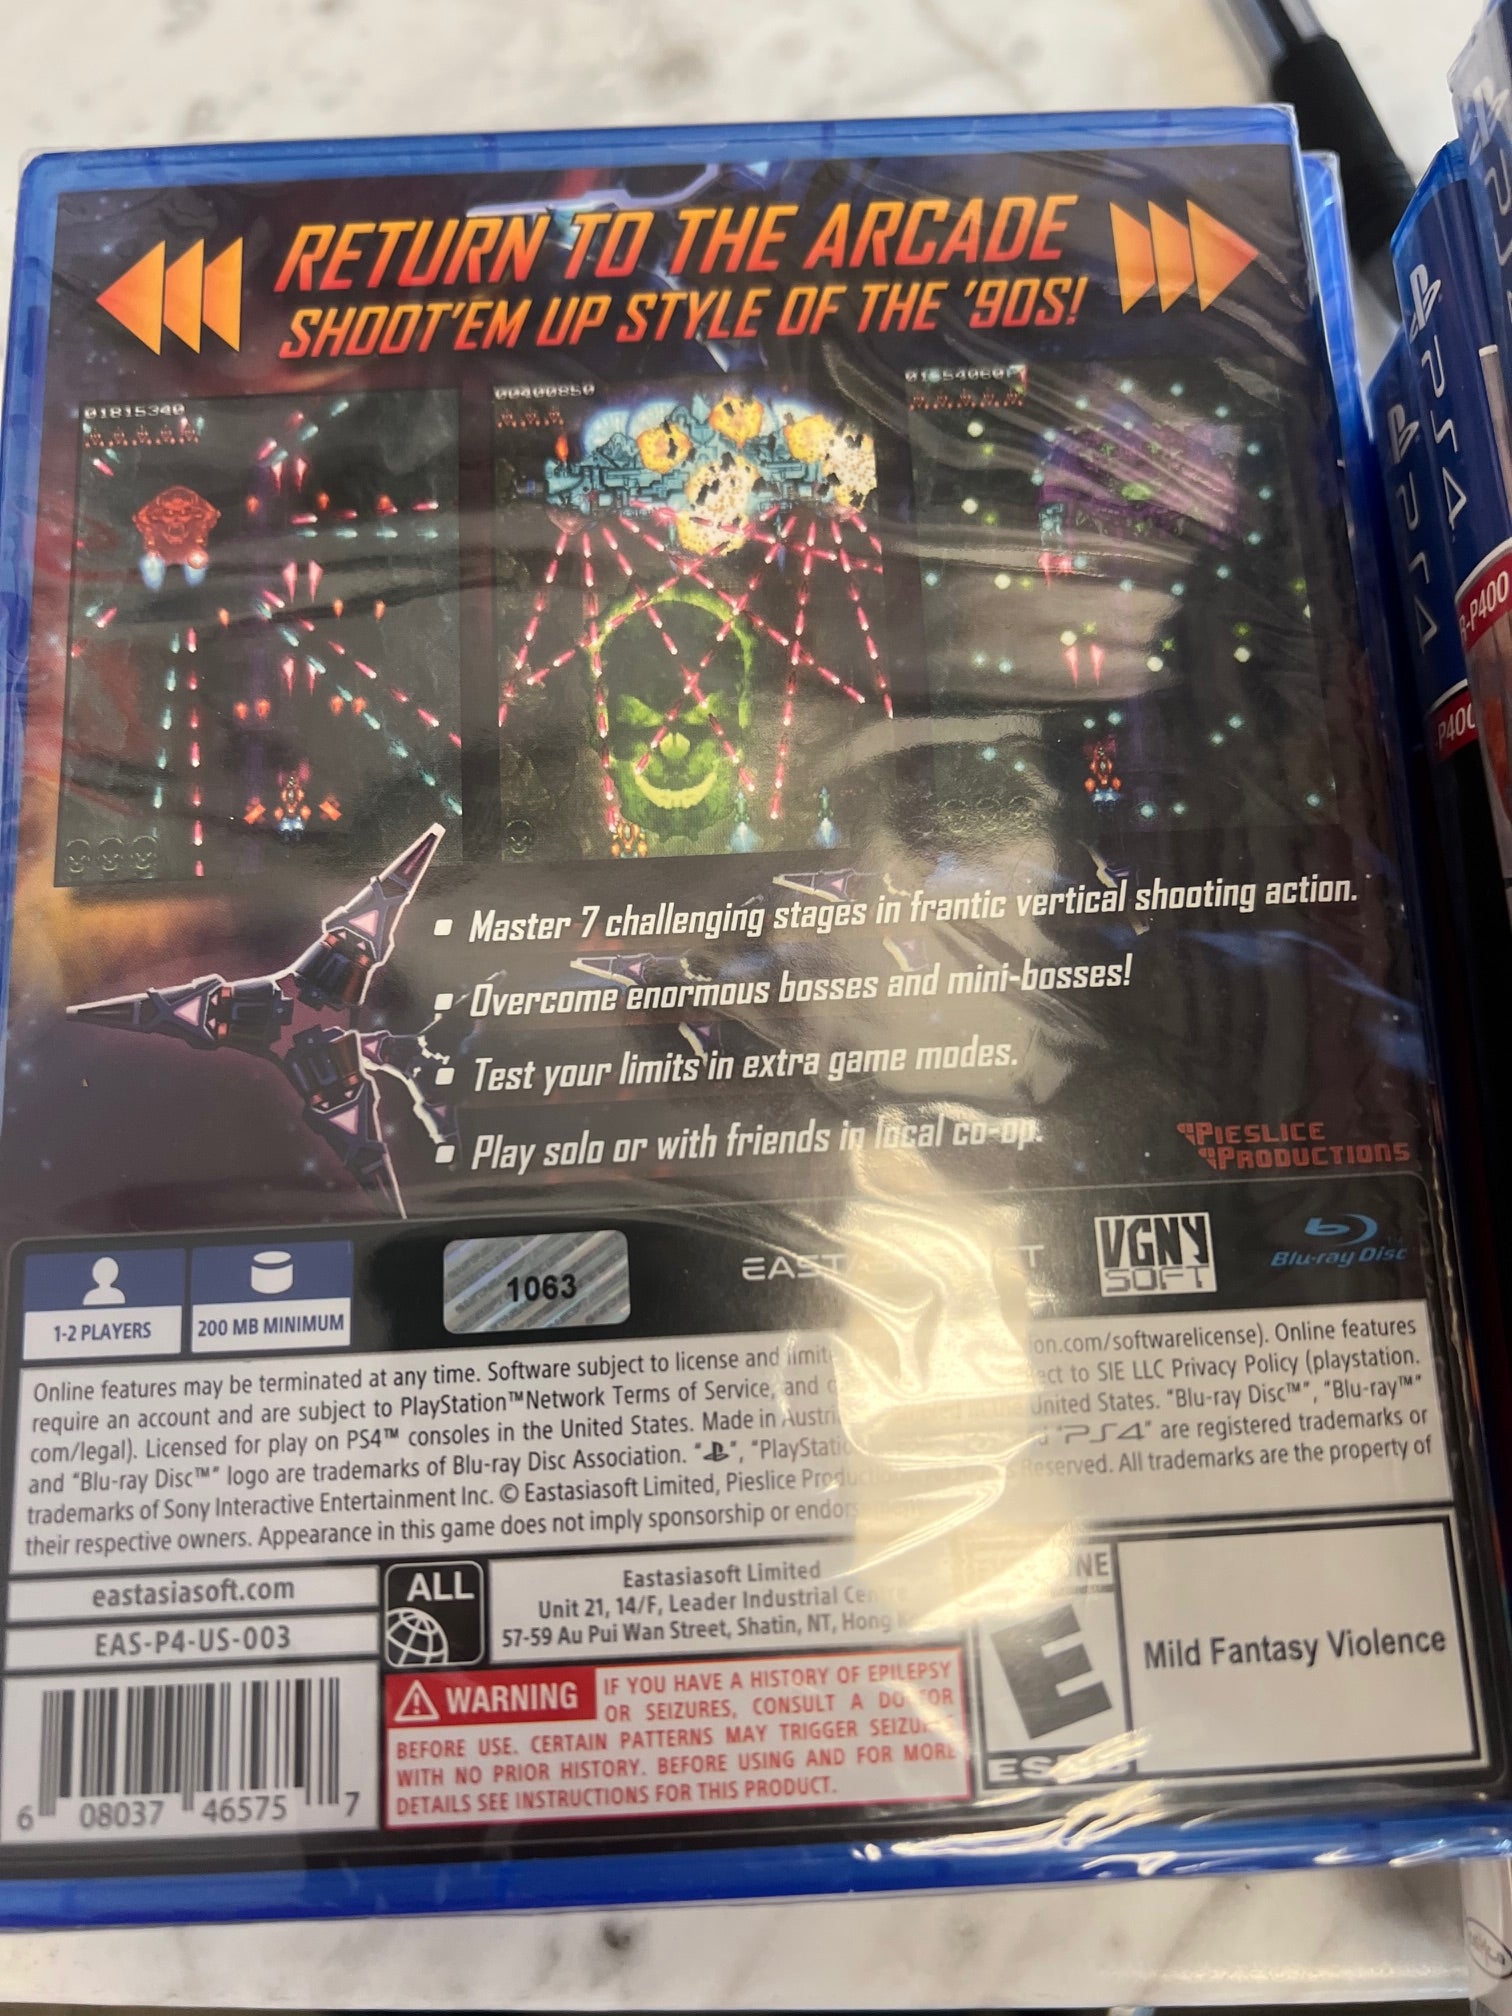 RETURN TO THE ARCADE
SHOOT'EM UP STYLE OF THE '90S!
01815340
00400850
▪ Master 7 challenging stages in frantic vertical shooting action.
▪ Overcome enormous bosses and mini-bosses!
▪ Test your limits in extra game modes.
▪ Play solo or with friends in local co-op.
PIESLICE
PRODUCTIONS
1-2 PLAYERS
200 MB MINIMUM
1063
VGNY
SOFT
Blu-ray Disc
Online features may be terminated at any time. Software subject to license and on.com/softwarelicense). Online features
require an account and are subject to PlayStation™Network Terms of Service, and SIE LLC Privacy Policy (playstation.
com/legal). Licensed for play on PS4™ consoles in the United States. Made in United States. "Blu-ray Disc™", "Blu-ray™"
and "Blu-ray Disc™" logo are trademarks of Blu-ray Disc Association. "PS4" are registered trademarks or
trademarks of Sony Interactive Entertainment Inc. © Eastasiasoft Limited, Pieslice Reserved. All trademarks are the property of
their respective owners. Appearance in this game does not imply sponsorship or
eastasiasoft.com
EAS-P4-US-003
ALL
Eastasiasoft Limited
Unit 21, 14/F, Leader Industrial
57-59 Au Pui Wan Street, Shatin, NT, Hong
WARNING
IF YOU HAVE A HISTORY OF EPILEPSY
OR SEIZURES, CONSULT A DOCTOR
BEFORE USE. CERTAIN PATTERNS MAY TRIGGER
WITH NO PRIOR HISTORY. BEFORE USING AND FOR MORE
DETAILS SEE INSTRUCTIONS FOR THIS PRODUCT.
E
ESRB
Mild Fantasy Violence
6 08037 46575 7
PS4
PS4
-P400